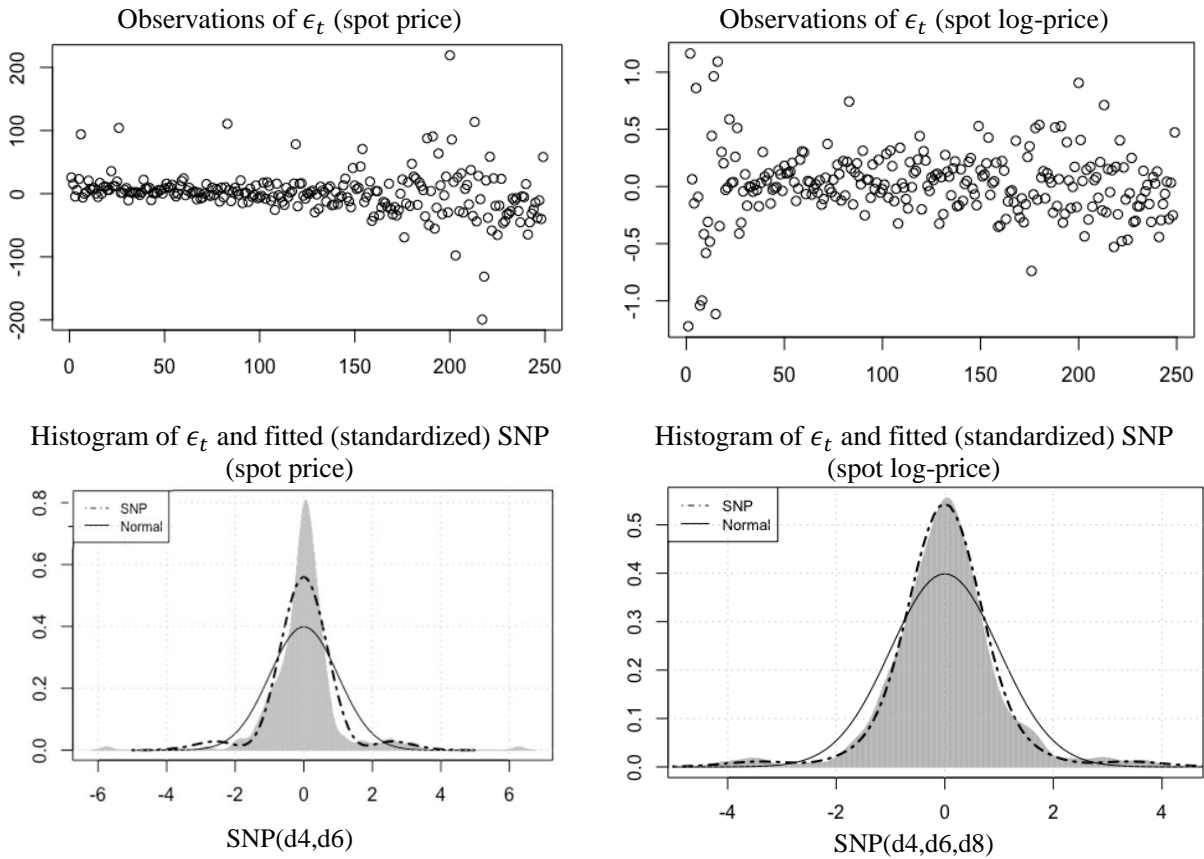 Observations of ϵₜ (spot price)
200
100
0
-100
-200
0 50 100 150 200 250
Observations of ϵₜ (spot log-price)
1.0
0.5
0.0
-0.5
-1.0
0 50 100 150 200 250
Histogram of ϵₜ and fitted (standardized) SNP
(spot price)
SNP
Normal
0.8
0.6
0.4
0.2
0.0
-6 -4 -2 0 2 4 6
SNP(d4,d6)
Histogram of ϵₜ and fitted (standardized) SNP
(spot log-price)
SNP
Normal
0.5
0.4
0.3
0.2
0.1
0.0
-4 -2 0 2 4
SNP(d4,d6,d8)